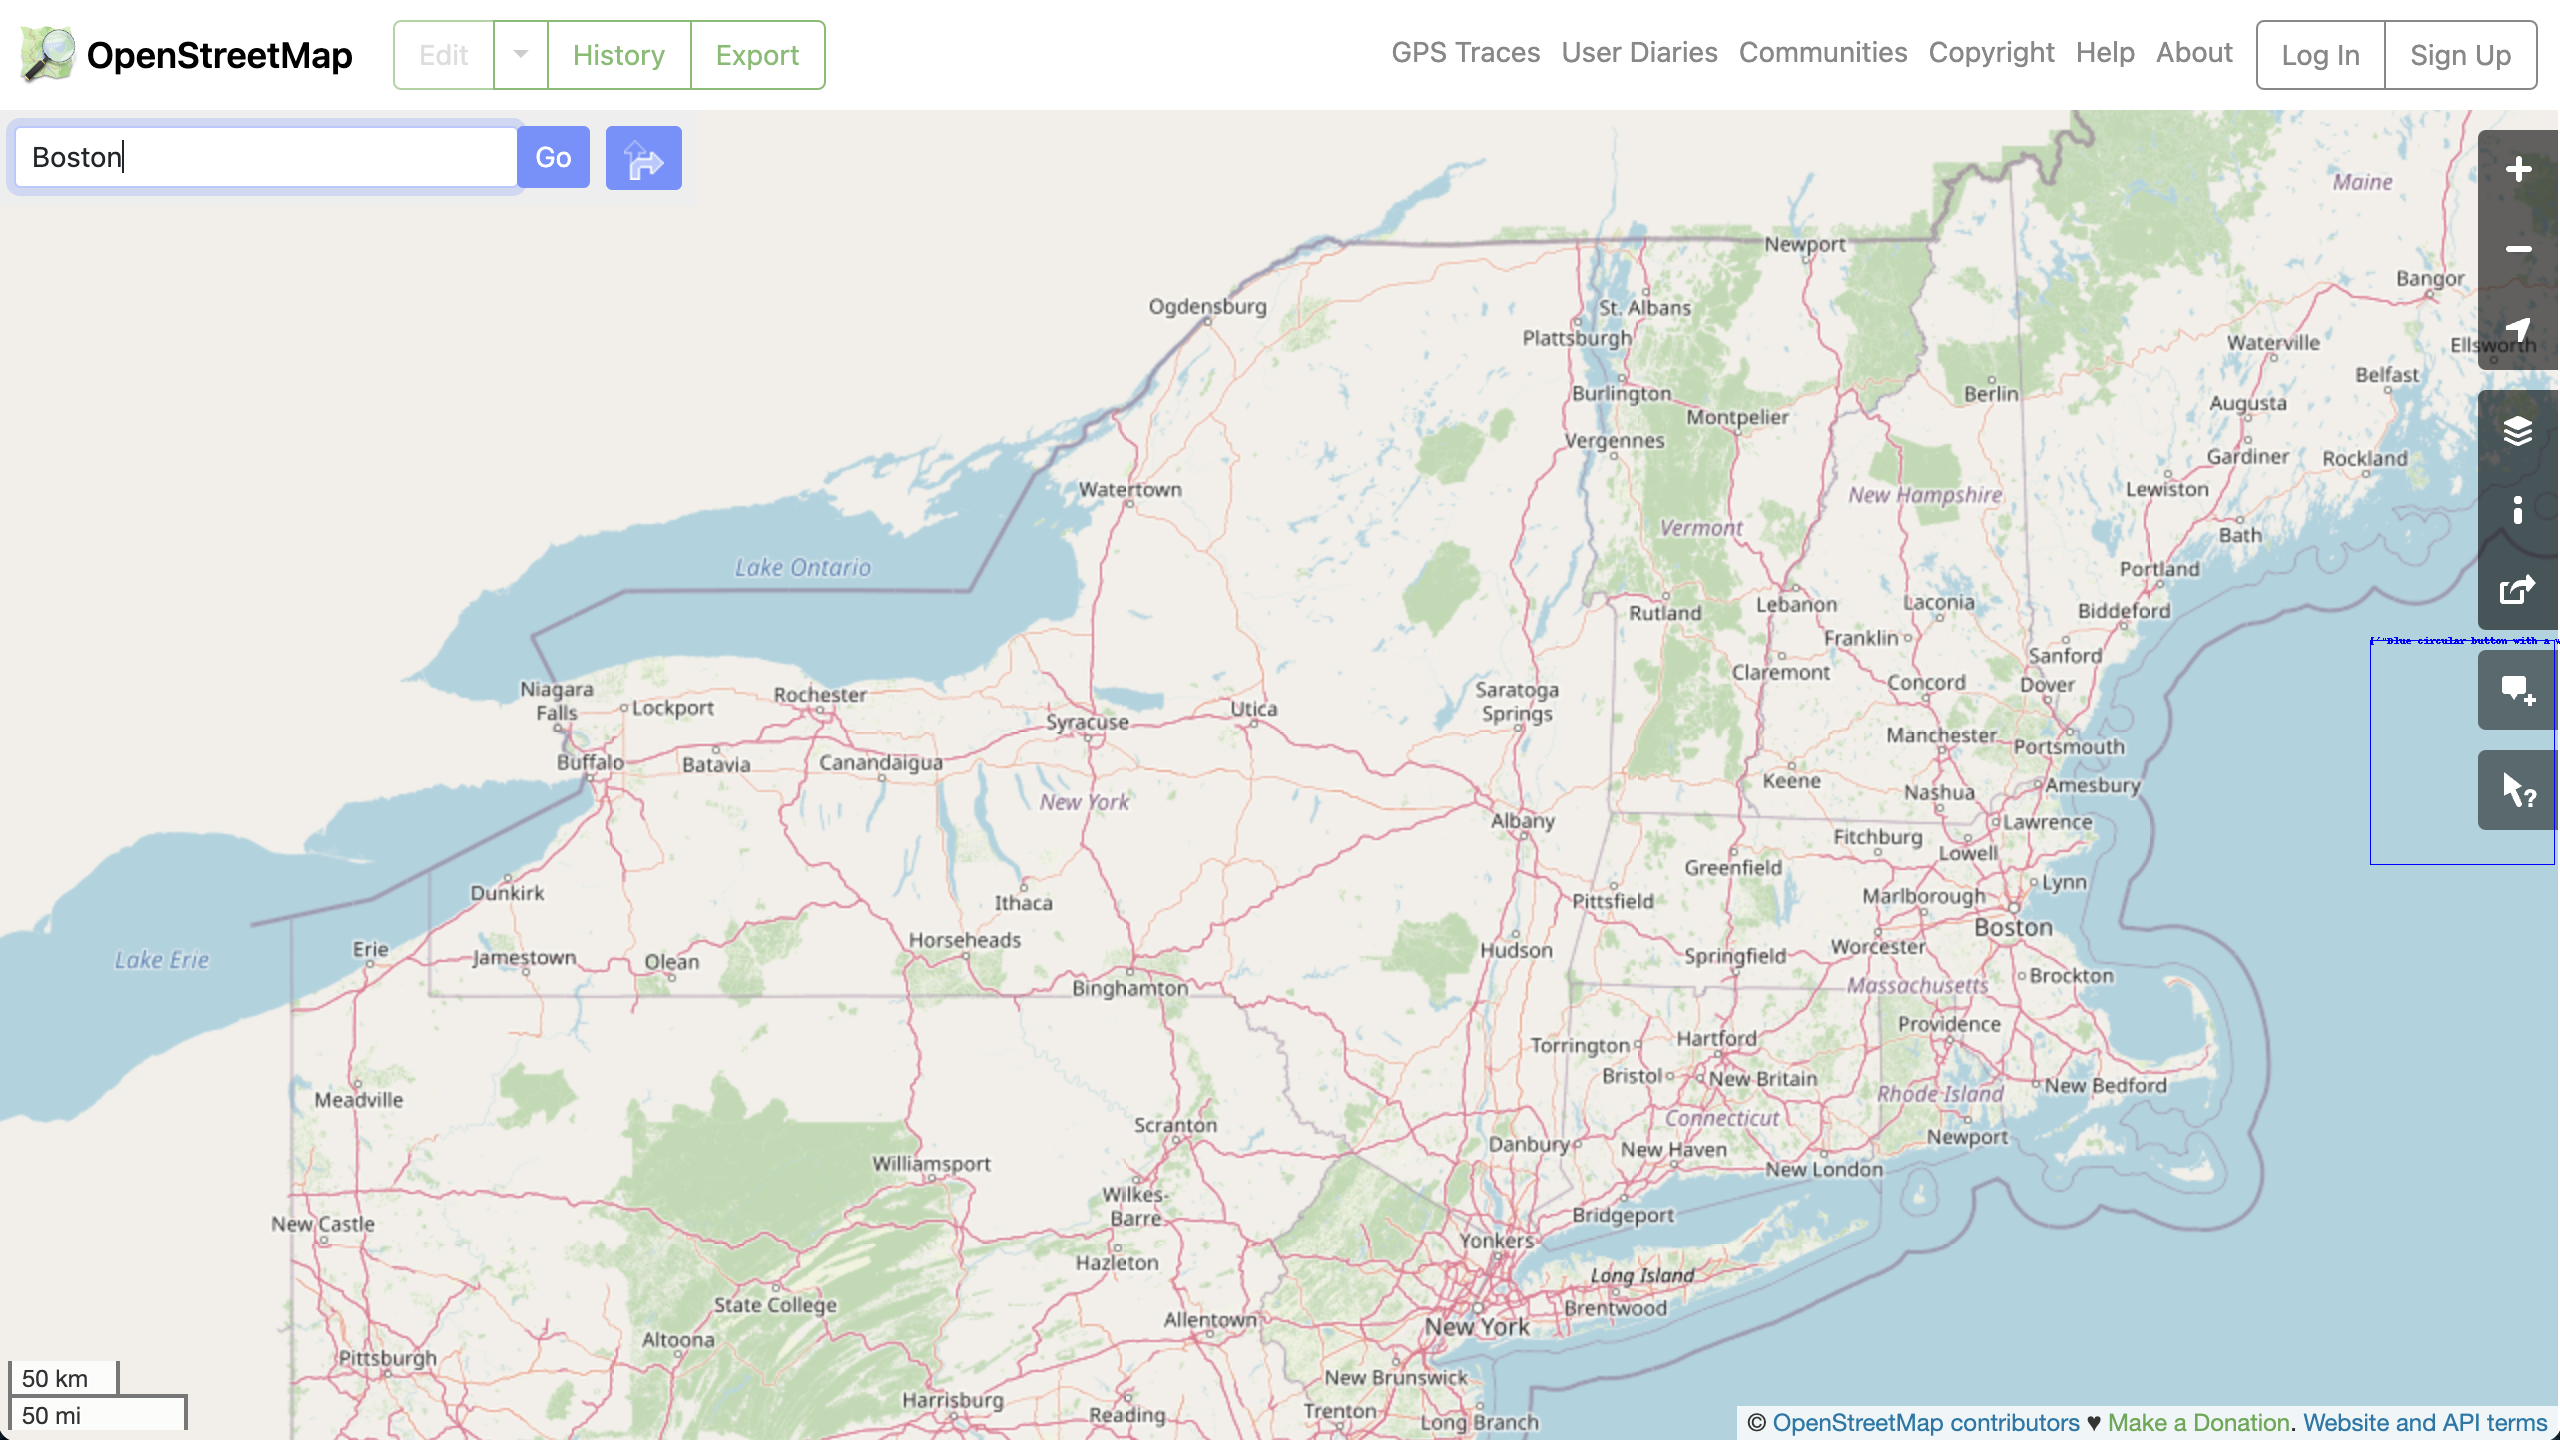 OpenStreetMap
Edit
History
Export
GPS Traces
User Diaries
Communities
Copyright
Help
About
Log In
Sign Up
Boston
Go
Maine
Newport
Bangor
Ogdensburg
St. Albans
Plattsburgh
Waterville
Ellsworth
Belfast
Burlington
Montpelier
Berlin
Augusta
Vergennes
Gardiner
Rockland
Watertown
Lewiston
New Hampshire
Vermont
Bath
Lake Ontario
Portland
Rutland
Lebanon
Laconia
Biddeford
Franklin
["Blue circular button with a w
Sanford
Claremont
Concord
Dover
Niagara
Falls
Lockport
Rochester
Saratoga
Springs
Syracuse
Utica
Manchester
Portsmouth
Buffalo
Batavia
Canandaigua
Keene
Amesbury
Nashua
New York
Albany
Lawrence
Fitchburg
Lowell
Greenfield
Dunkirk
Ithaca
Pittsfield
Marlborough
Lynn
Boston
Horseheads
Hudson
Springfield
Worcester
Erie
Lake Erie
Jamestown
Olean
Binghamton
Brockton
Massachusetts
Providence
Torrington
Hartford
Bristol
New Britain
New Bedford
Meadville
Rhode Island
Connecticut
Scranton
Danbury
New Haven
Newport
Williamsport
New London
Wilkes-
Barre
New Castle
Bridgeport
Yonkers
Hazleton
Long Island
State College
Brentwood
Allentown
New York
Altoona
Pittsburgh
New Brunswick
Harrisburg
Reading
Trenton
Long Branch
50 km
50 mi
© OpenStreetMap contributors ♥ Make a Donation. Website and API terms